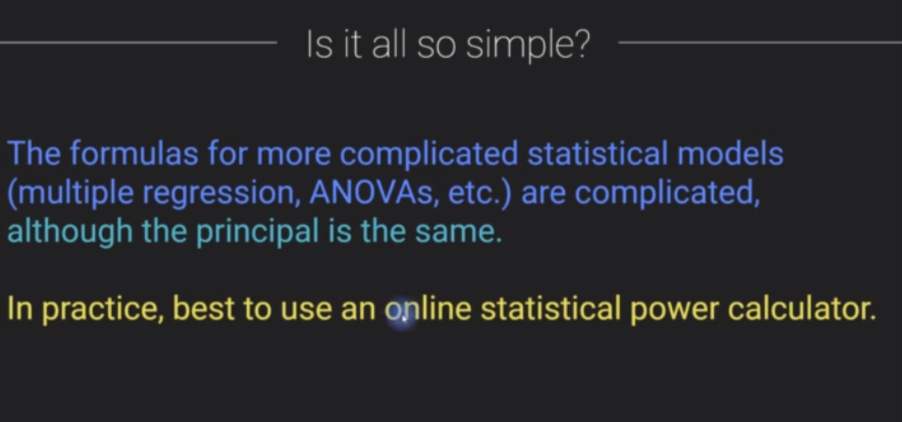 Is it all so simple?
The formulas for more complicated statistical models
(multiple regression, ANOVAs, etc.) are complicated,
although the principal is the same.
In practice, best to use an online statistical power calculator.